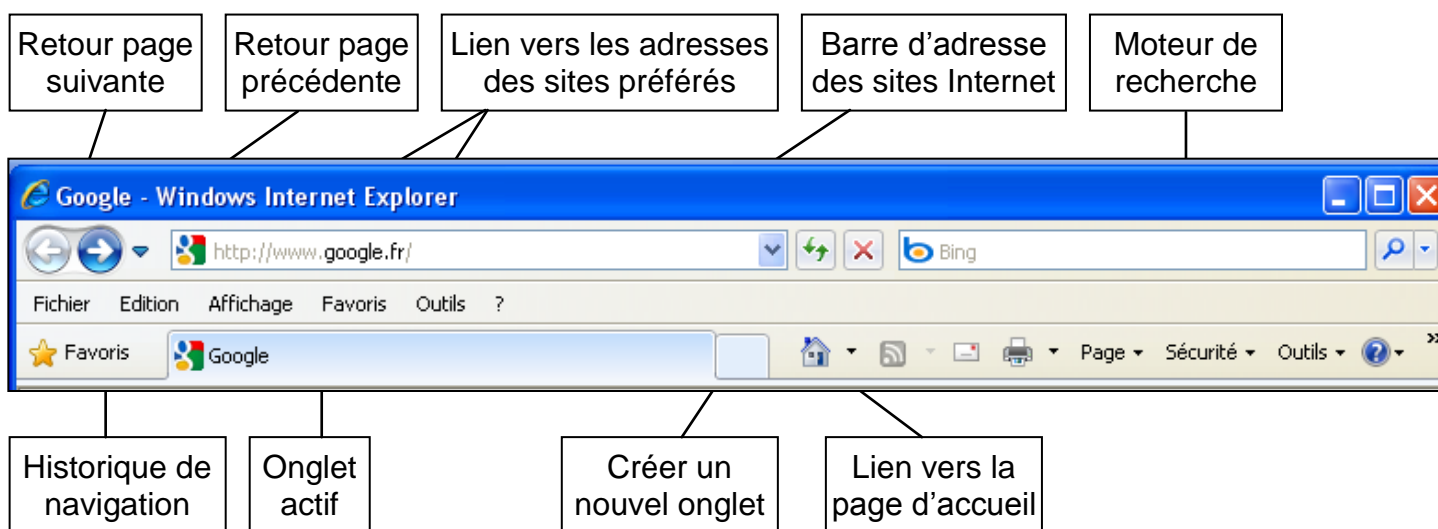 Retour page
suivante
Retour page
précédente
Lien vers les adresses
des sites préférés
Barre d’adresse
des sites Internet
Moteur de
recherche
Google - Windows Internet Explorer
http://www.google.fr/
Bing
Fichier Edition Affichage Favoris Outils ?
Favoris Google Page Sécurité Outils ? »
Historique de
navigation
Onglet
actif
Créer un
nouvel onglet
Lien vers la
page d’accueil